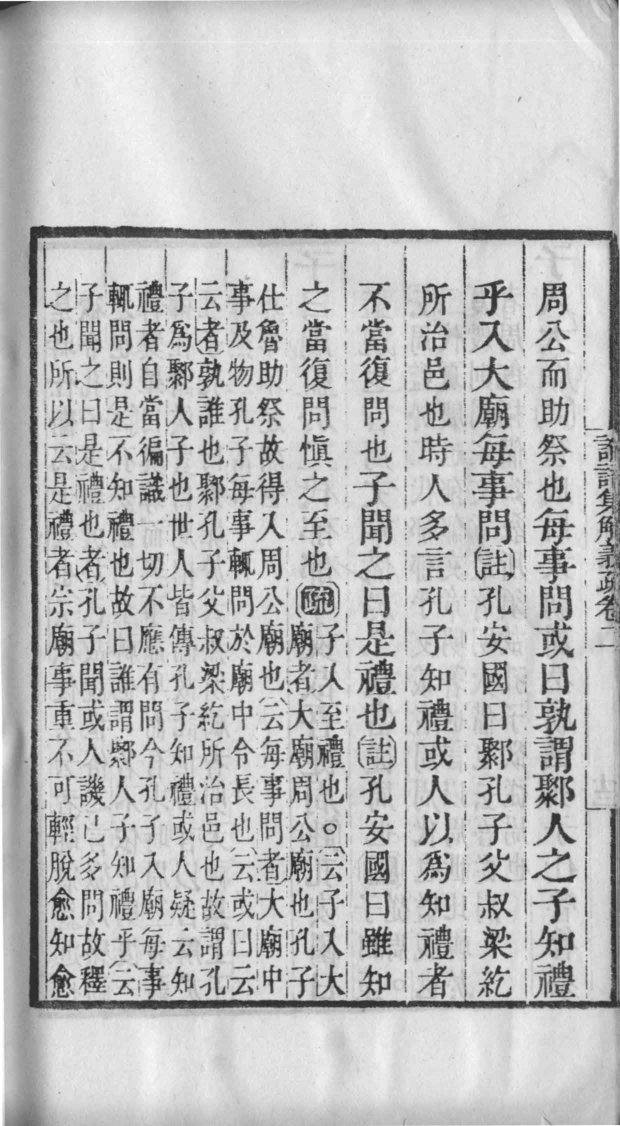 論語集解義疏卷二
周公而助祭也每事問或曰孰謂鄹人之子知禮
乎入大廟每事問註孔安國曰鄹孔子父叔梁紇
所治邑也時人多言孔子知禮或人以爲知禮者
不當復問也子聞之曰是禮也註孔安國曰雖知
之當復問慎之至也疏
子入至禮也○云子入大
廟者大廟周公廟也孔子
仕魯助祭故得入周公廟也云每事問者大廟中
事及物孔子每事輒問於廟中令長也云或曰云
云者孰誰也鄹孔子父叔梁紇所治邑也故謂孔
子爲鄹人子也世人皆傳孔子知禮或人疑云知
禮者自當徧識一切不應有問今孔子入廟每事
輒問則是不知禮也故曰誰謂鄹人子知禮乎云
子聞之曰是禮也者孔子聞或人譏己多問故釋
之也所以云是禮者宗廟事重不可輕脫愈知愈